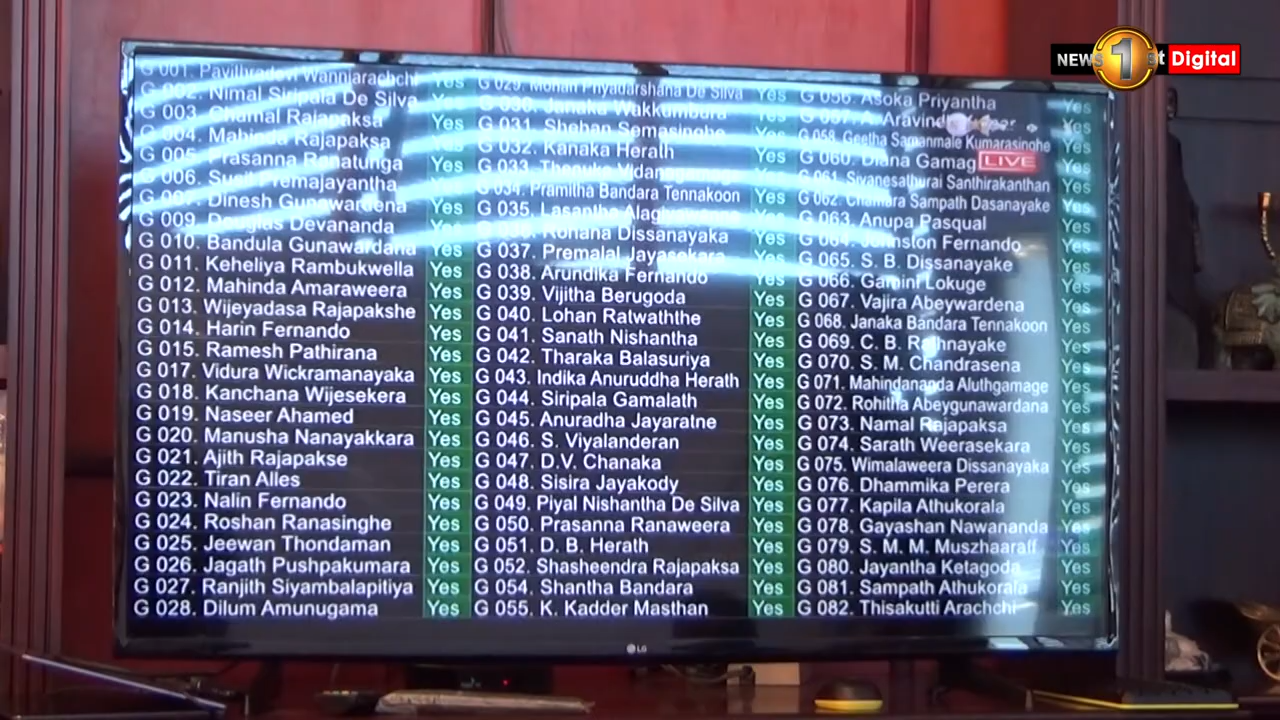 NEWS 1st Digital
G 001. Pavithradevi Wanniarachchi Yes
G 002. Nimal Siripala De Silva
G 003. Chamal Rajapaksa Yes
G 004. Mahinda Rajapaksa Yes
G 005. Prasanna Ranatunga Yes
G 006. Susil Premajayantha Yes
G 007. Dinesh Gunawardena Yes
G 009. Douglas Devananda Yes
G 010. Bandula Gunawardana Yes
G 011. Keheliya Rambukwella Yes
G 012. Mahinda Amaraweera Yes
G 013. Wijeyadasa Rajapakshe Yes
G 014. Harin Fernando Yes
G 015. Ramesh Pathirana Yes
G 017. Vidura Wickramanayaka Yes
G 018. Kanchana Wijesekera Yes
G 019. Naseer Ahamed Yes
G 020. Manusha Nanayakkara Yes
G 021. Ajith Rajapakse Yes
G 022. Tiran Alles Yes
G 023. Nalin Fernando Yes
G 024. Roshan Ranasinghe Yes
G 025. Jeewan Thondaman Yes
G 026. Jagath Pushpakumara Yes
G 027. Ranjith Siyambalapitiya Yes
G 028. Dilum Amunugama Yes
G 029. Mohan Priyadarshana De Silva Yes
G 030. Janaka Wakkumbura Yes
G 031. Shehan Semasinghe Yes
G 032. Kanaka Herath Yes
G 033. Thenuka Vidanagamage Yes
G 034. Pramitha Bandara Tennakoon Yes
G 035. Lasantha Alagiyawanna Yes
G 036. Rohana Dissanayaka Yes
G 037. Premalal Jayasekara Yes
G 038. Arundika Fernando Yes
G 039. Vijitha Berugoda Yes
G 040. Lohan Ratwaththe Yes
G 041. Sanath Nishantha Yes
G 042. Tharaka Balasuriya Yes
G 043. Indika Anuruddha Herath Yes
G 044. Siripala Gamalath Yes
G 045. Anuradha Jayaratne Yes
G 046. S. Viyalanderan Yes
G 047. D.V. Chanaka Yes
G 048. Sisira Jayakody Yes
G 049. Piyal Nishantha De Silva Yes
G 050. Prasanna Ranaweera Yes
G 051. D. B. Herath Yes
G 052. Shasheendra Rajapaksa Yes
G 054. Shantha Bandara Yes
G 055. K. Kadder Masthan Yes
G 056. Asoka Priyantha Yes
A. Aravindh Yes
G 058. Geetha Samanmale Kumarasinghe Yes
G 060. Diana Gamag Yes
LIVE
G 061. Sivanesathurai Santhirakanthan Yes
G 062. Chamara Sampath Dasanayake Yes
G 063. Anupa Pasqual Yes
G 064. Johnston Fernando Yes
G 065. S. B. Dissanayake Yes
G 066. Gamini Lokuge Yes
G 067. Vajira Abeywardena Yes
G 068. Janaka Bandara Tennakoon Yes
G 069. C. B. Rathnayake Yes
G 070. S. M. Chandrasena Yes
G 071. Mahindananda Aluthgamage Yes
G 072. Rohitha Abeygunawardana Yes
G 073. Namal Rajapaksa Yes
G 074. Sarath Weerasekara Yes
G 075. Wimalaweera Dissanayaka Yes
G 076. Dhammika Perera Yes
G 077. Kapila Athukorala Yes
G 078. Gayashan Nawananda Yes
G 079. S. M. M. Muszhaaraff Yes
G 080. Jayantha Ketagoda Yes
G 081. Sampath Athukorala Yes
G 082. Thisakutti Arachchi Yes
LG